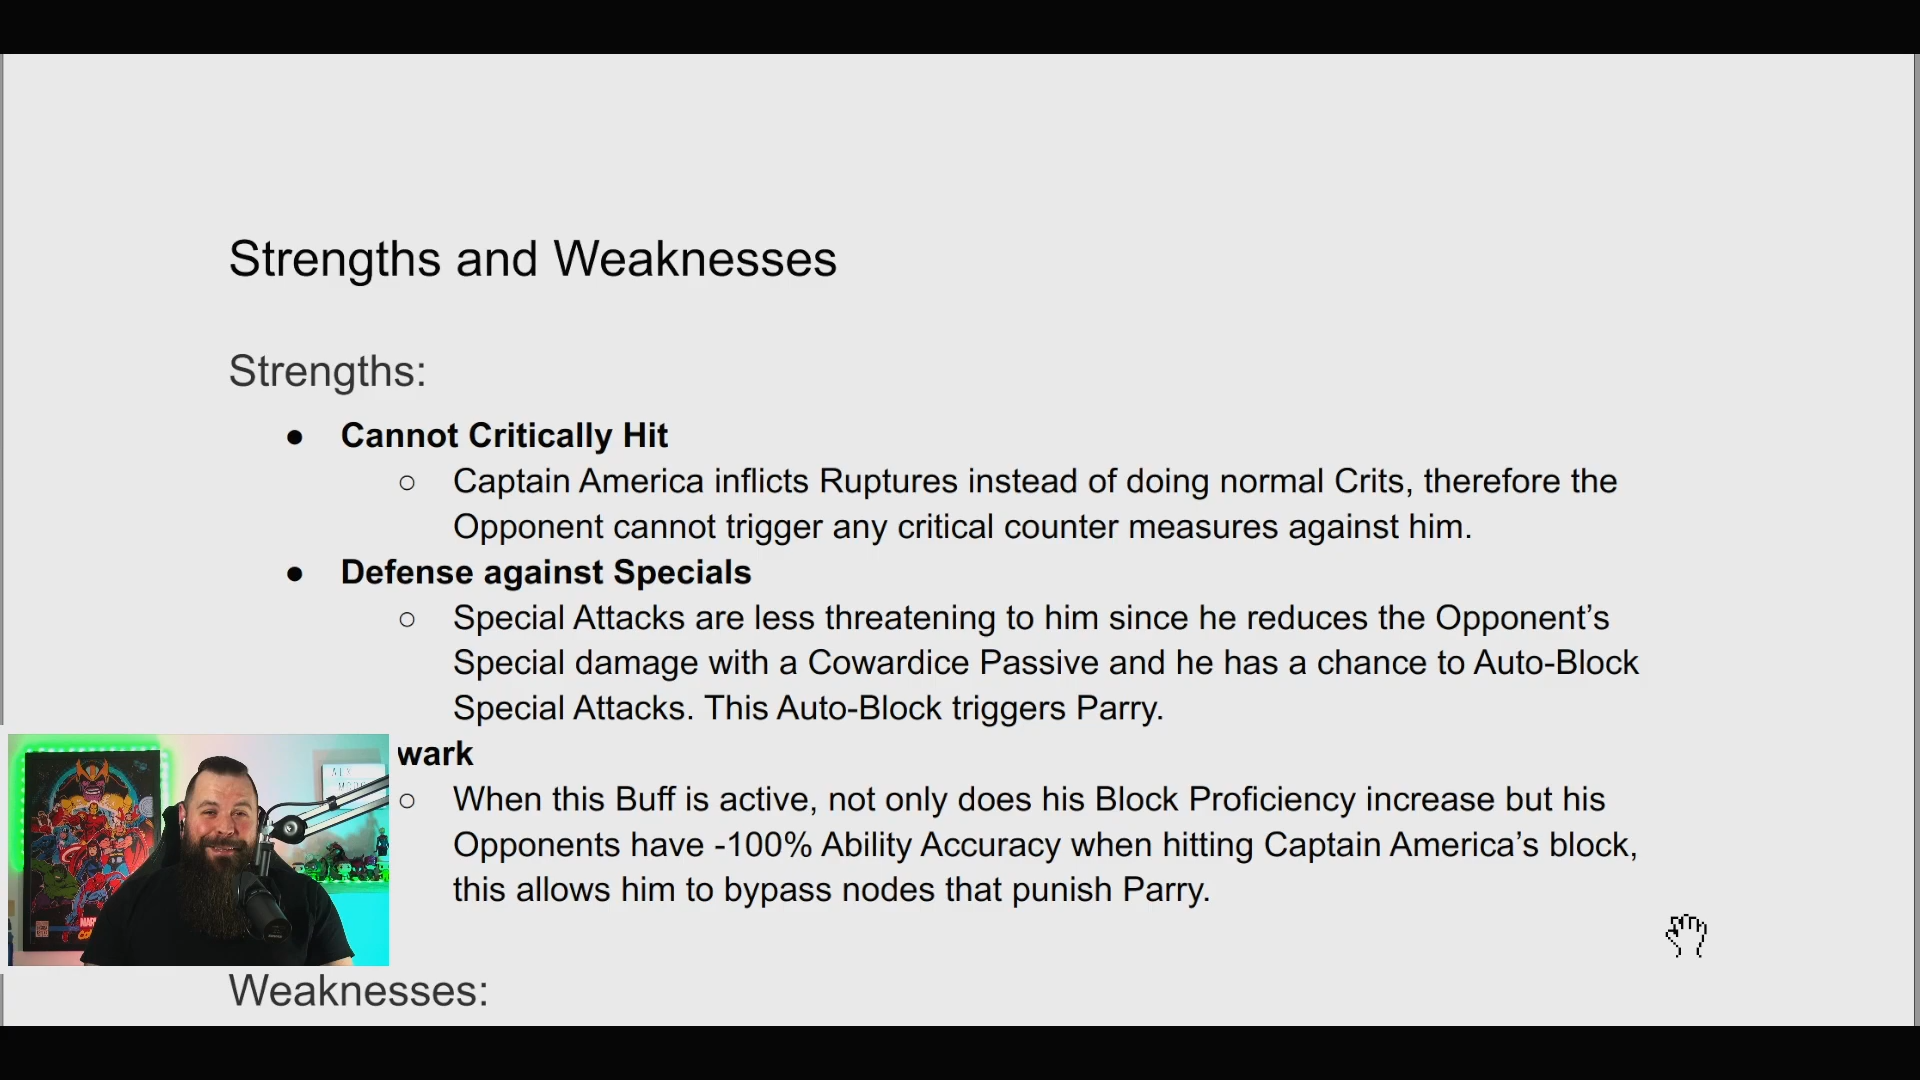 Strengths and Weaknesses
Strengths:
● Cannot Critically Hit
○ Captain America inflicts Ruptures instead of doing normal Crits, therefore the
Opponent cannot trigger any critical counter measures against him.
● Defense against Specials
○ Special Attacks are less threatening to him since he reduces the Opponent’s
Special damage with a Cowardice Passive and he has a chance to Auto-Block
Special Attacks. This Auto-Block triggers Parry.
wark
○ When this Buff is active, not only does his Block Proficiency increase but his
Opponents have -100% Ability Accuracy when hitting Captain America’s block,
this allows him to bypass nodes that punish Parry.
Weaknesses: